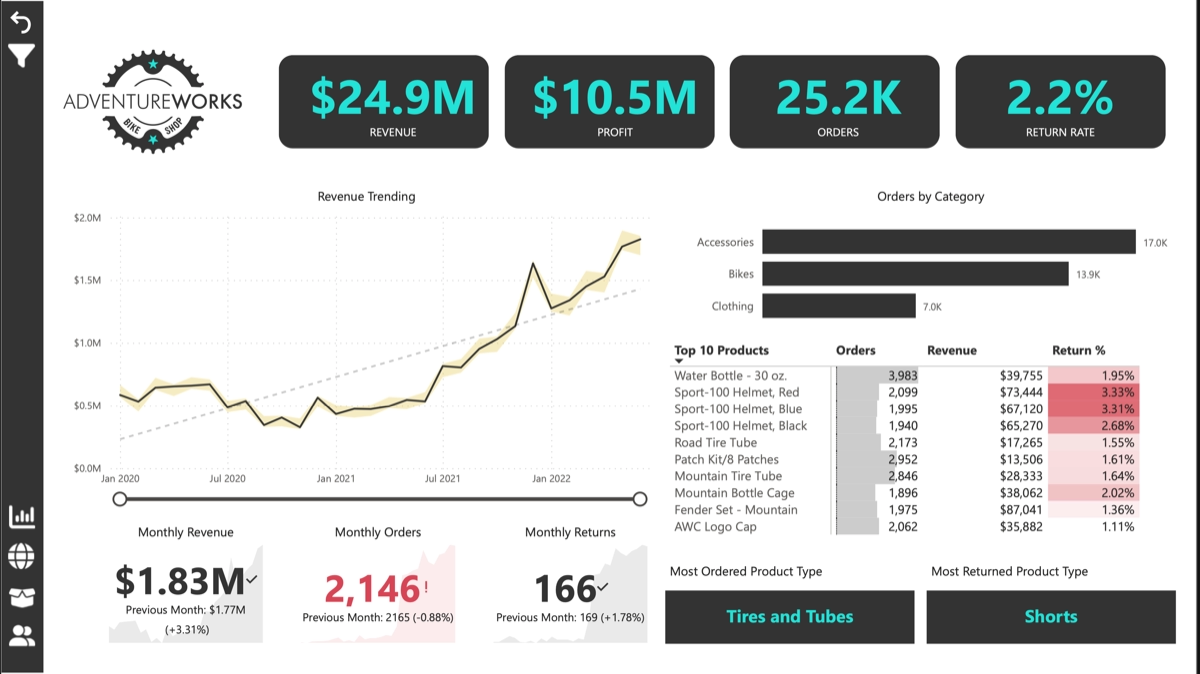 ADVENTUREWORKS
BIKE SHOP
$24.9M
REVENUE
$10.5M
PROFIT
25.2K
ORDERS
2.2%
RETURN RATE
Revenue Trending
$2.0M
$1.5M
$1.0M
$0.5M
$0.0M
Jan 2020 Jul 2020 Jan 2021 Jul 2021 Jan 2022
Orders by Category
Accessories 17.0K
Bikes 13.9K
Clothing 7.0K
Top 10 Products Orders Revenue Return %
Water Bottle - 30 oz. 3,983 $39,755 1.95%
Sport-100 Helmet, Red 2,099 $73,444 3.33%
Sport-100 Helmet, Blue 1,995 $67,120 3.31%
Sport-100 Helmet, Black 1,940 $65,270 2.68%
Road Tire Tube 2,173 $17,265 1.55%
Patch Kit/8 Patches 2,952 $13,506 1.61%
Mountain Tire Tube 2,846 $28,333 1.64%
Mountain Bottle Cage 1,896 $38,062 2.02%
Fender Set - Mountain 1,975 $87,041 1.36%
AWC Logo Cap 2,062 $35,882 1.11%
Monthly Revenue
$1.83M
Previous Month: $1.77M
(+3.31%)
Monthly Orders
2,146!
Previous Month: 2165 (-0.88%)
Monthly Returns
166
Previous Month: 169 (+1.78%)
Most Ordered Product Type
Tires and Tubes
Most Returned Product Type
Shorts